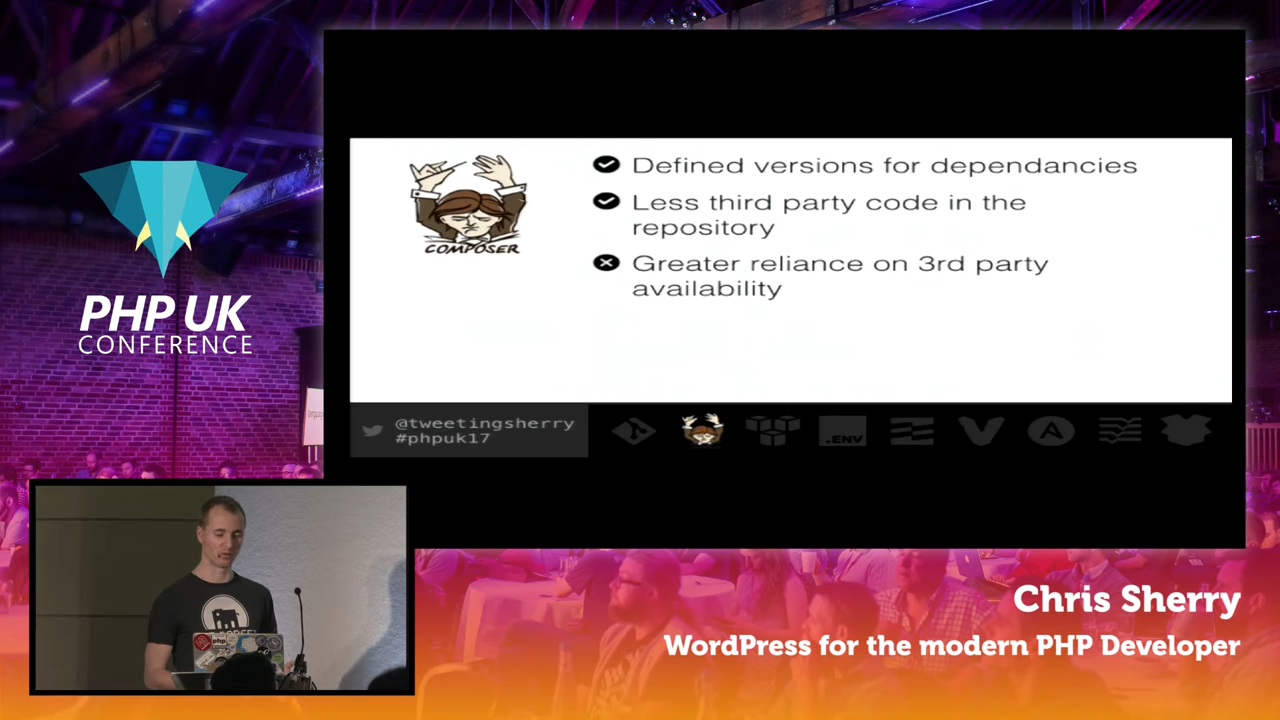 Defined versions for dependancies
Less third party code in the
repository
Greater reliance on 3rd party
availability
COMPOSER
@tweetingsherry
#phpuk17
.ENV
PHP UK
CONFERENCE
php
Chris Sherry
WordPress for the modern PHP Developer